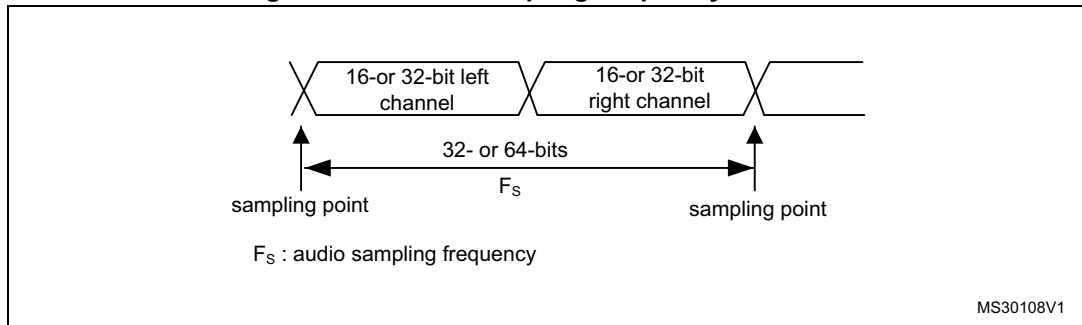 16-or 32-bit left
channel
16-or 32-bit
right channel
32- or 64-bits
FS
sampling point
sampling point
FS : audio sampling frequency
MS30108V1